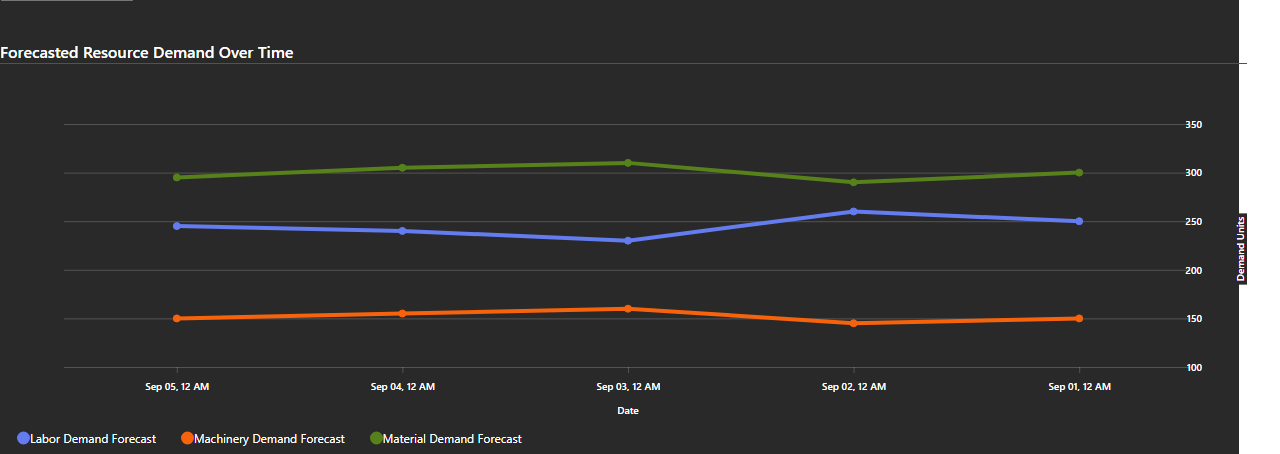 Forecasted Resource Demand Over Time
350
300
250
200
150
100
Demand Units
Sep 05, 12 AM
Sep 04, 12 AM
Sep 03, 12 AM
Sep 02, 12 AM
Sep 01, 12 AM
Date
Labor Demand Forecast
Machinery Demand Forecast
Material Demand Forecast